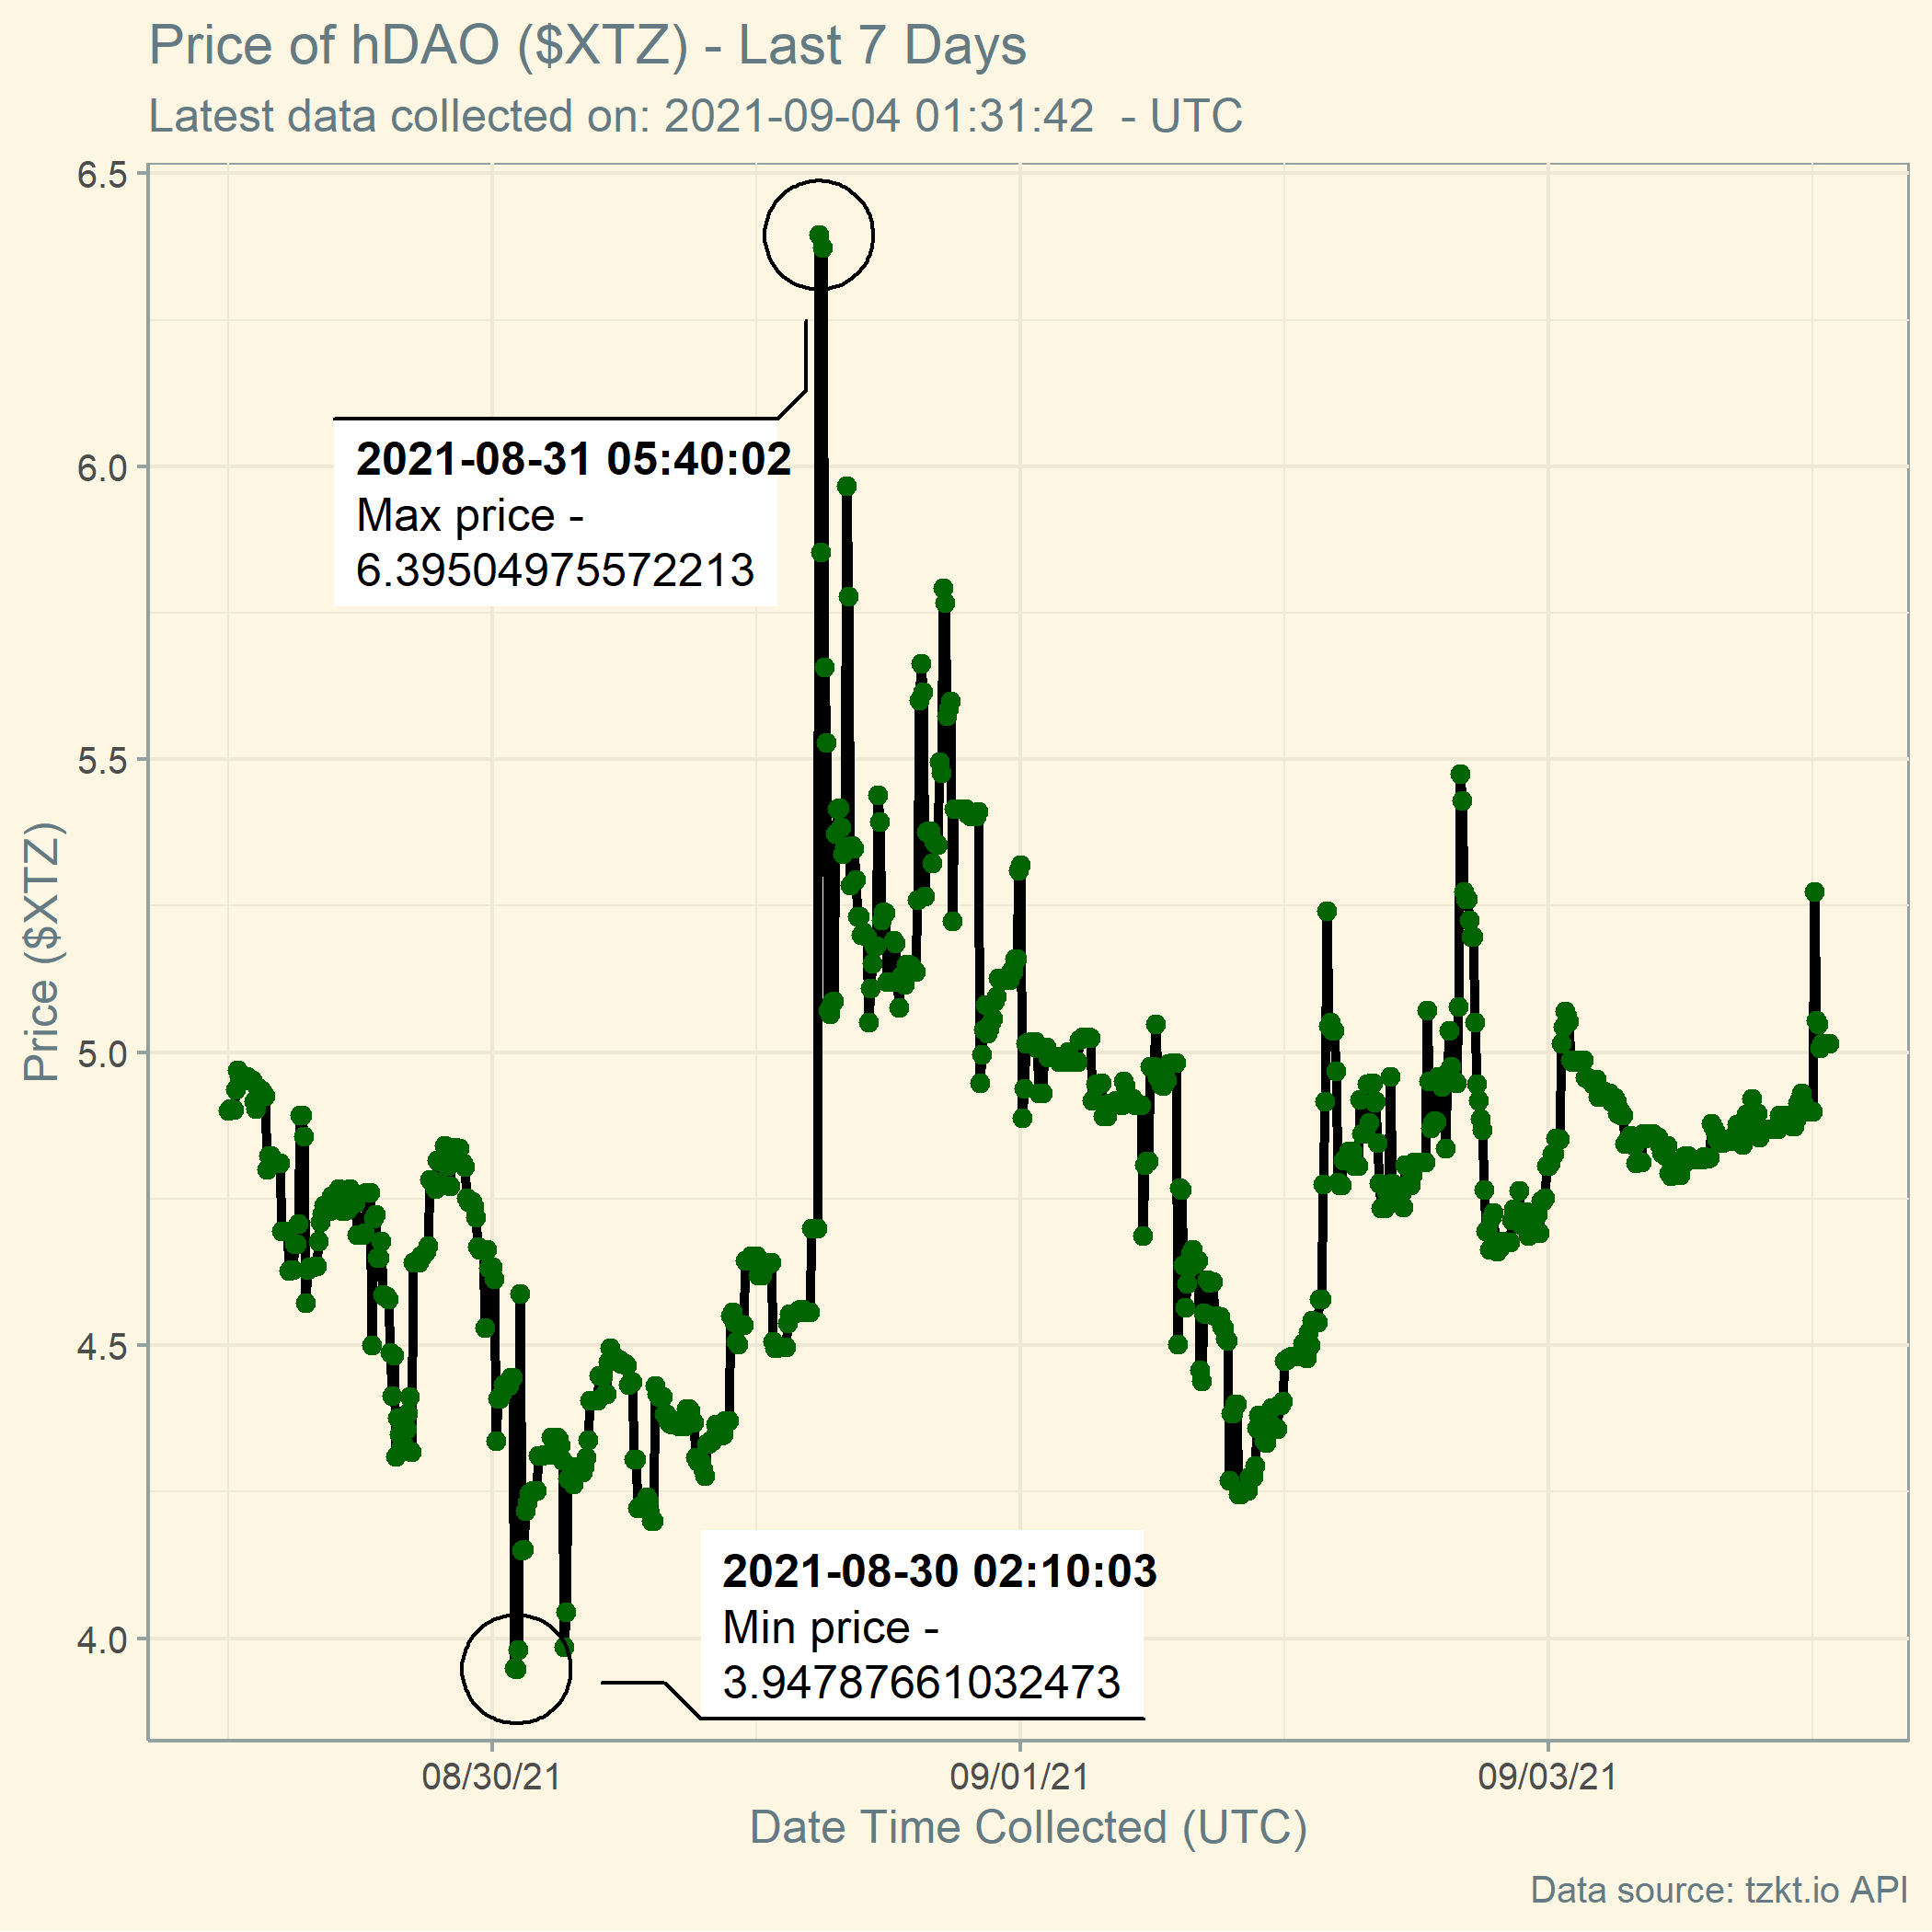 Price of hDAO ($XTZ) - Last 7 Days
Latest data collected on: 2021-09-04 01:31:42  - UTC
6.5
6.0
5.5
5.0
4.5
4.0
Price ($XTZ)
2021-08-31 05:40:02
Max price -
6.39504975572213
2021-08-30 02:10:03
Min price -
3.94787661032473
08/30/21
09/01/21
09/03/21
Date Time Collected (UTC)
Data source: tzkt.io API